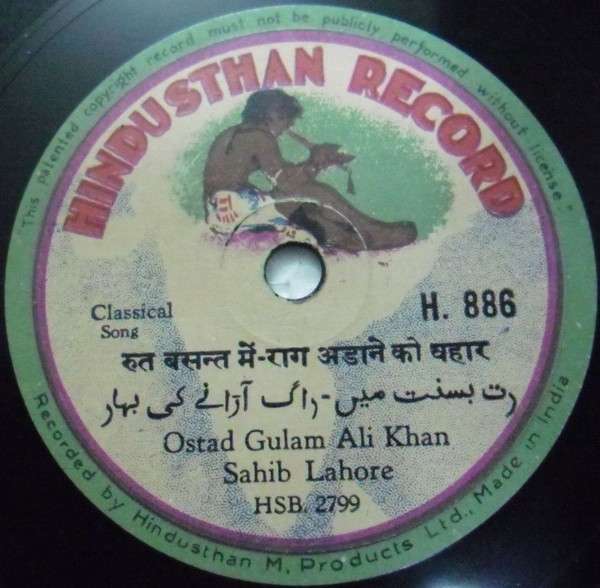 This patented copyright record must not be publicly performed without license.
HINDUSTHAN RECORD
Classical
Song
H. 886
रुत बसन्त में-राग अडाने को बहार
رت بسنت میں - راگ آڑانے کی بہار
Ostad Gulam Ali Khan
Sahib Lahore
HSB. 2799
Recorded by Hindusthan M, Products Ltd., Made in India